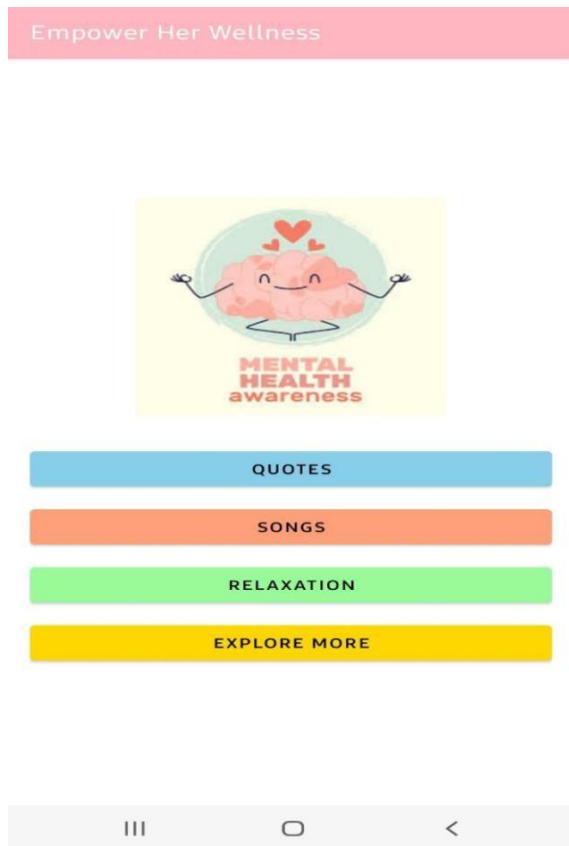 Empower Her Wellness
MENTAL
HEALTH
awareness
QUOTES
SONGS
RELAXATION
EXPLORE MORE